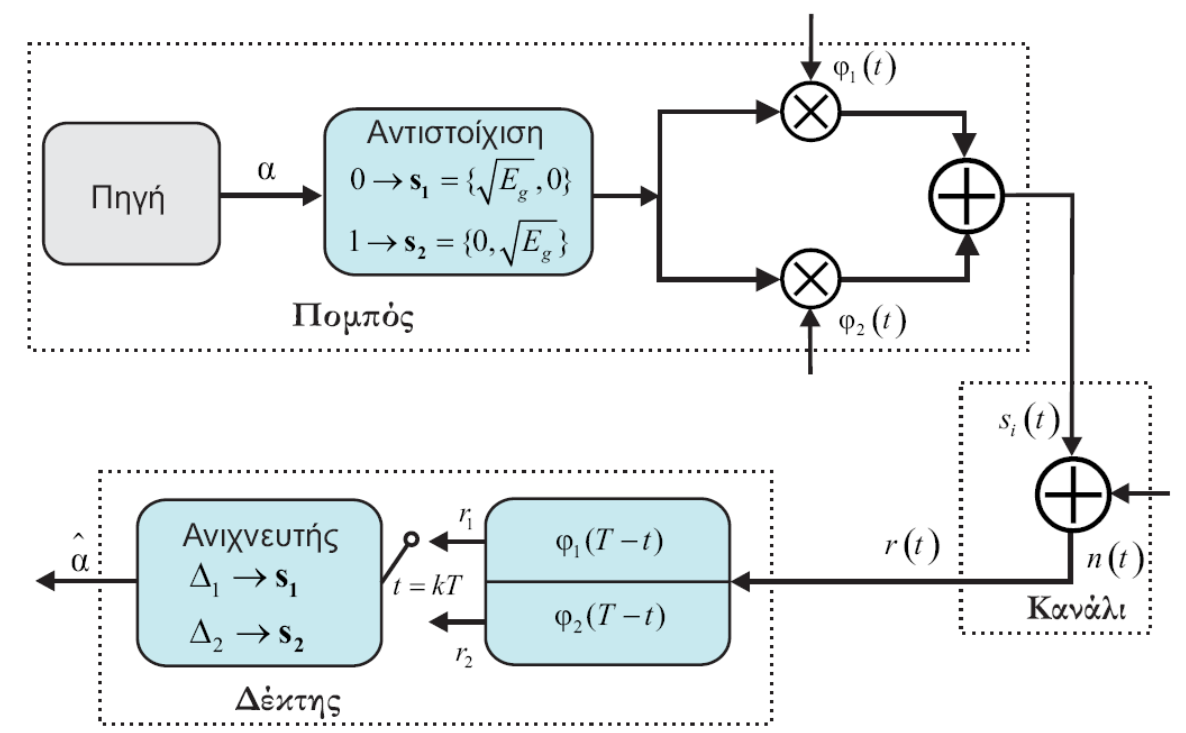 φ₁(t)
Πηγή
α
Αντιστοίχιση
0 → s₁ = {√E_g, 0}
1 → s₂ = {0, √E_g}
Πομπός
φ₂(t)
sᵢ(t)
n(t)
Κανάλι
r(t)
φ₁(T − t)
φ₂(T − t)
r₁
r₂
t = kT
Ανιχνευτής
Δ₁ → s₁
Δ₂ → s₂
α̂
Δέκτης